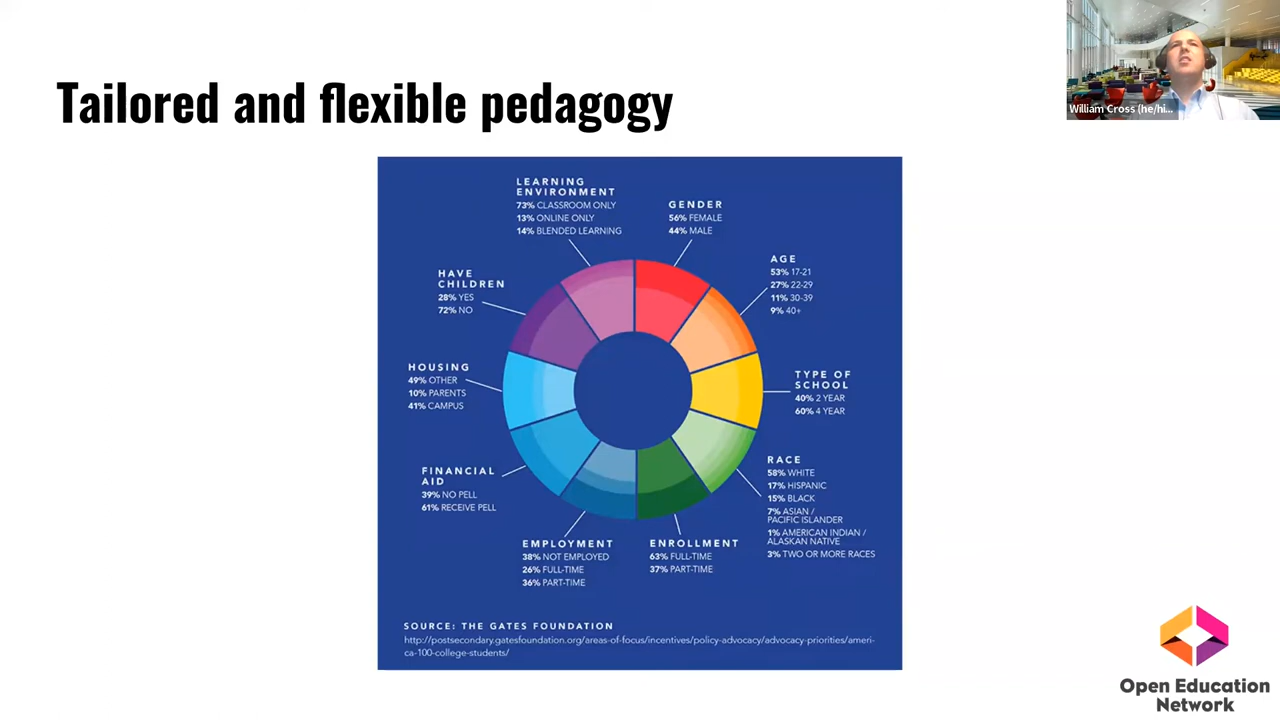 Tailored and flexible pedagogy
William Cross (he/hi...
LEARNING
ENVIRONMENT
73% CLASSROOM ONLY
13% ONLINE ONLY
14% BLENDED LEARNING
GENDER
56% FEMALE
44% MALE
AGE
53% 17-21
27% 22-29
11% 30-39
9% 40+
TYPE OF
SCHOOL
40% 2 YEAR
60% 4 YEAR
RACE
58% WHITE
17% HISPANIC
15% BLACK
7% ASIAN /
PACIFIC ISLANDER
1% AMERICAN INDIAN /
ALASKAN NATIVE
3% TWO OR MORE RACES
ENROLLMENT
63% FULL-TIME
37% PART-TIME
EMPLOYMENT
38% NOT EMPLOYED
26% FULL-TIME
36% PART-TIME
FINANCIAL
AID
39% NO PELL
61% RECEIVE PELL
HOUSING
49% OTHER
10% PARENTS
41% CAMPUS
HAVE
CHILDREN
28% YES
72% NO
SOURCE: THE GATES FOUNDATION
http://postsecondary.gatesfoundation.org/areas-of-focus/incentives/policy-advocacy/advocacy-priorities/ameri-
ca-100-college-students/
Open Education
Network